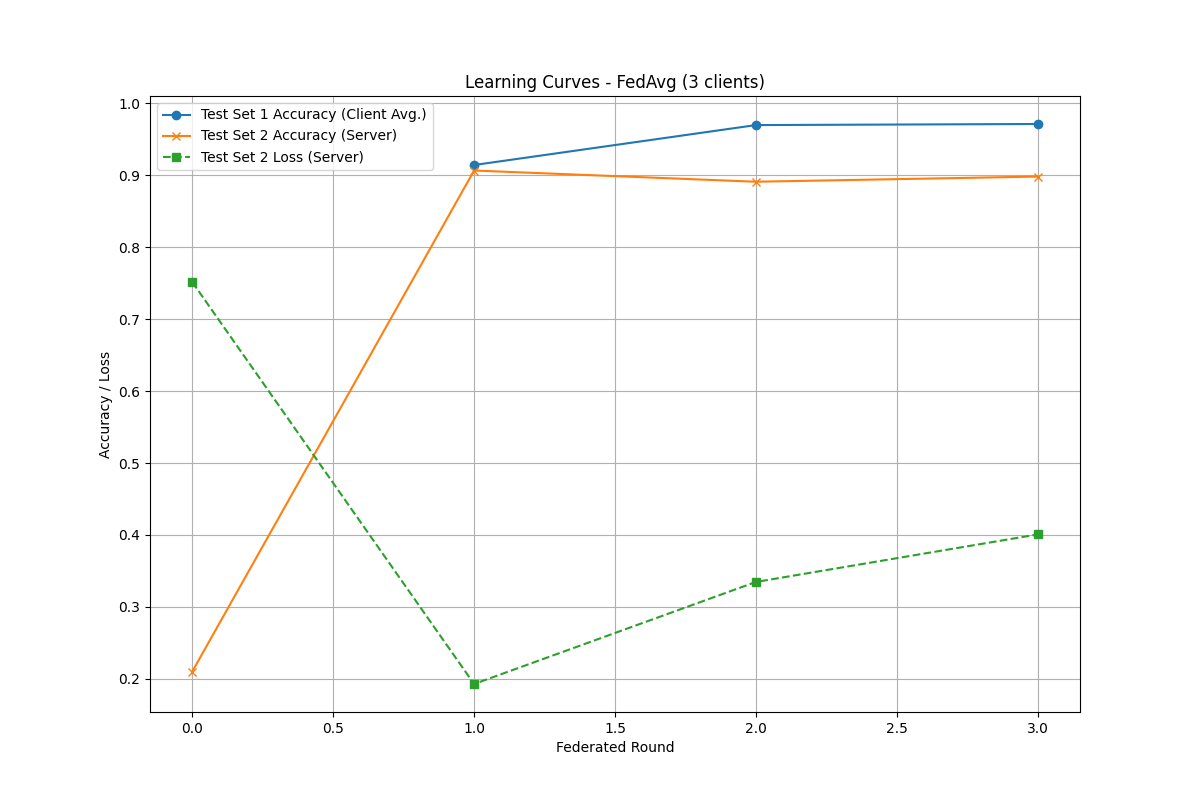 Learning Curves - FedAvg (3 clients)
Test Set 1 Accuracy (Client Avg.)
Test Set 2 Accuracy (Server)
Test Set 2 Loss (Server)
Accuracy / Loss
1.0
0.9
0.8
0.7
0.6
0.5
0.4
0.3
0.2
0.0 0.5 1.0 1.5 2.0 2.5 3.0
Federated Round